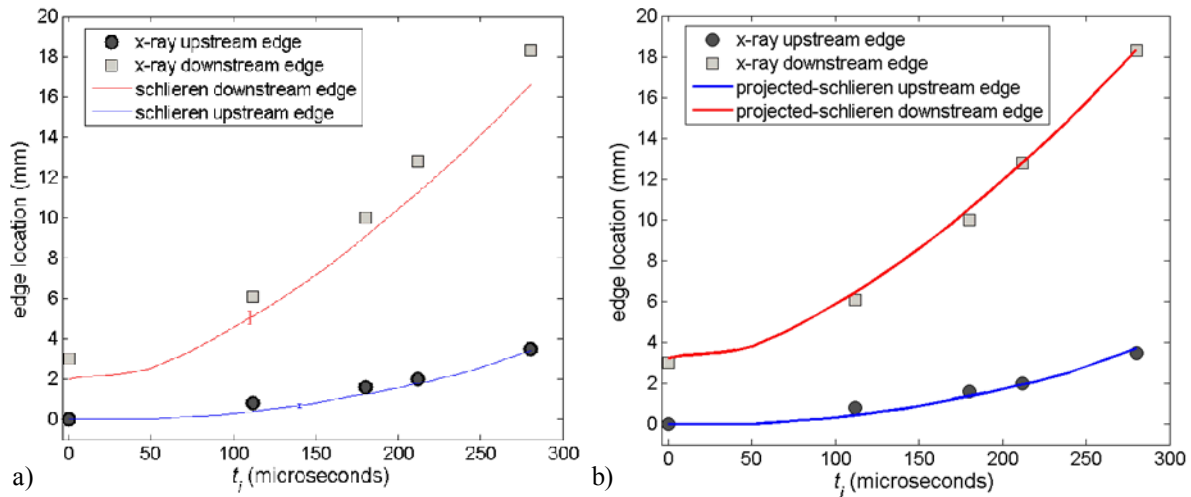 x-ray upstream edge
x-ray downstream edge
schlieren downstream edge
schlieren upstream edge
edge location (mm)
20
18
16
14
12
10
8
6
4
2
0
0 50 100 150 200 250 300
t_i (microseconds)
a)
x-ray upstream edge
x-ray downstream edge
projected-schlieren upstream edge
projected-schlieren downstream edge
edge location (mm)
20
18
16
14
12
10
8
6
4
2
0
0 50 100 150 200 250 300
t_i (microseconds)
b)